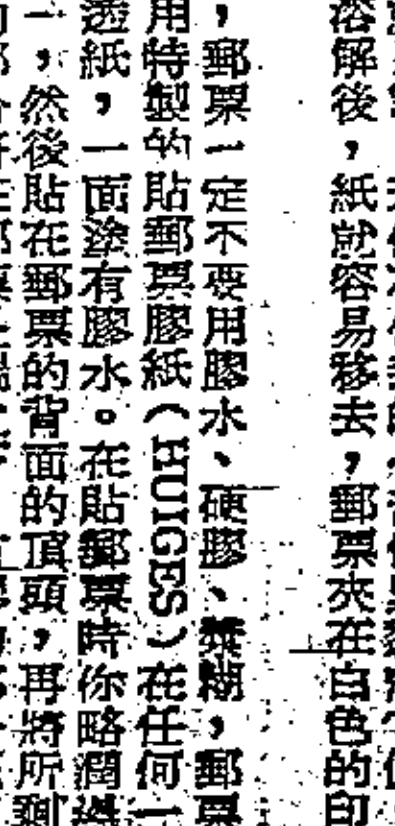 溶解後，紙就容易移去，郵票夾在白色的印
，郵票一定不要用膠水、硬膠、漿糊，郵票
用特製的貼郵票膠紙（HUIGES）在任何一
透紙，一面塗有膠水。在貼郵票時你略潤
一，然後貼在郵票的背面的頂頭，再將所剩